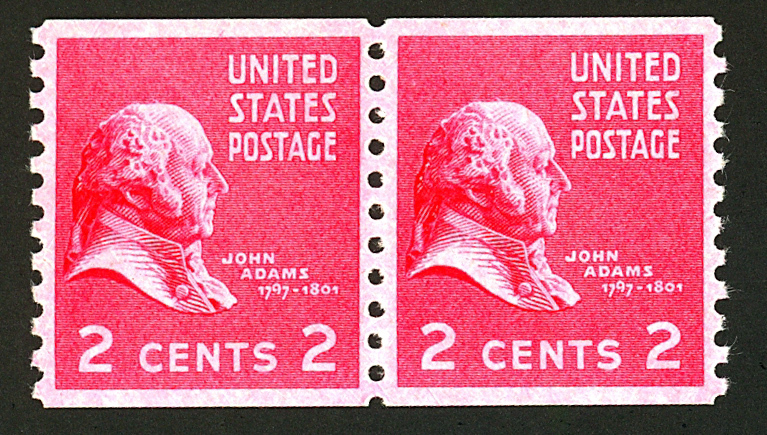 UNITED
STATES
POSTAGE
JOHN
ADAMS
1797-1801
2 CENTS 2
UNITED
STATES
POSTAGE
JOHN
ADAMS
1797-1801
2 CENTS 2